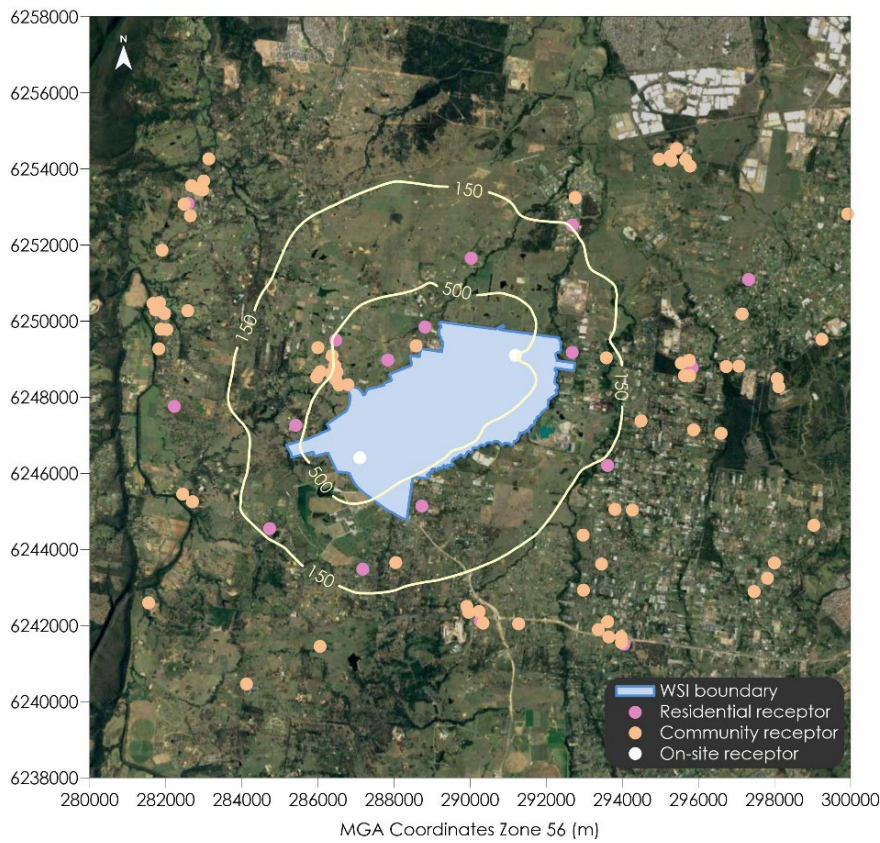 6258000
N
6256000
6254000
150
6252000
500
6250000
150
150
6248000
6246000
500
6244000
150
6242000
WSI boundary
Residential receptor
6240000
Community receptor
On-site receptor
6238000
280000 282000 284000 286000 288000 290000 292000 294000 296000 298000 300000
MGA Coordinates Zone 56 (m)